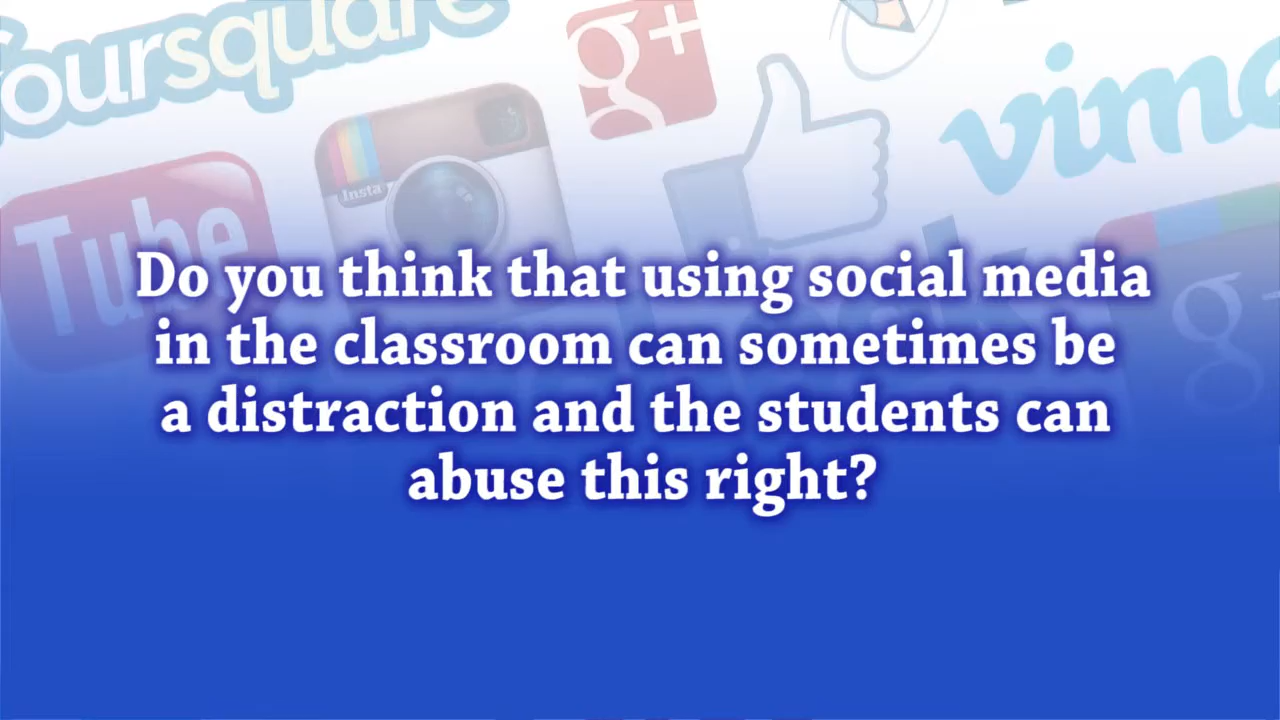 foursquare
g+
vim
Tube
Insta
g+
Do you think that using social media
in the classroom can sometimes be
a distraction and the students can
abuse this right?